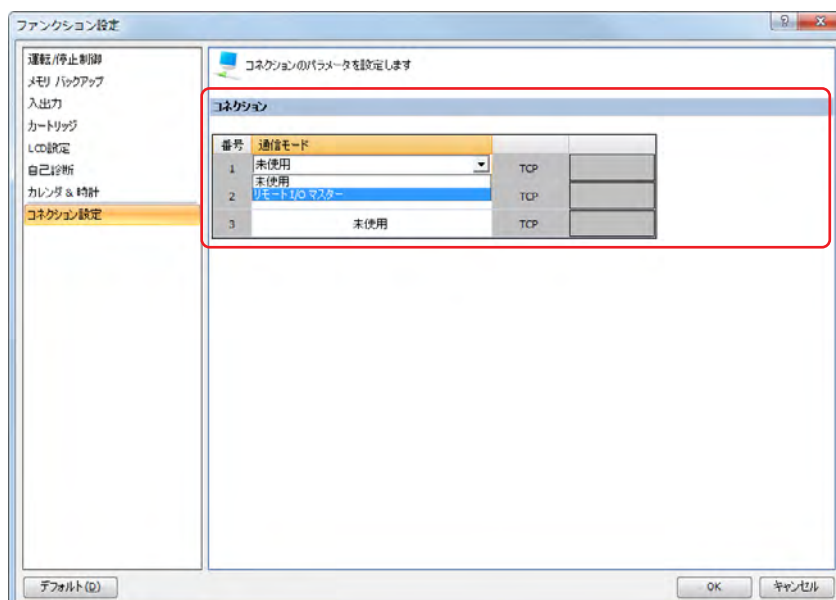 ファンクション設定
運転/停止制御
メモリ バックアップ
入出力
カートリッジ
LCD設定
自己診断
カレンダ & 時計
コネクション設定
コネクションのパラメータを設定します
コネクション
番号 通信モード
1 未使用 TCP
未使用
2 リモートI/O マスター TCP
3 未使用 TCP
デフォルト(D)
OK キャンセル